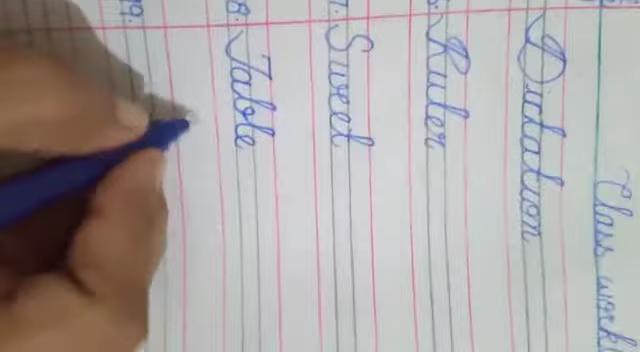 Class work
Dictation
Ruler
7. Sweet
8. Table
9.